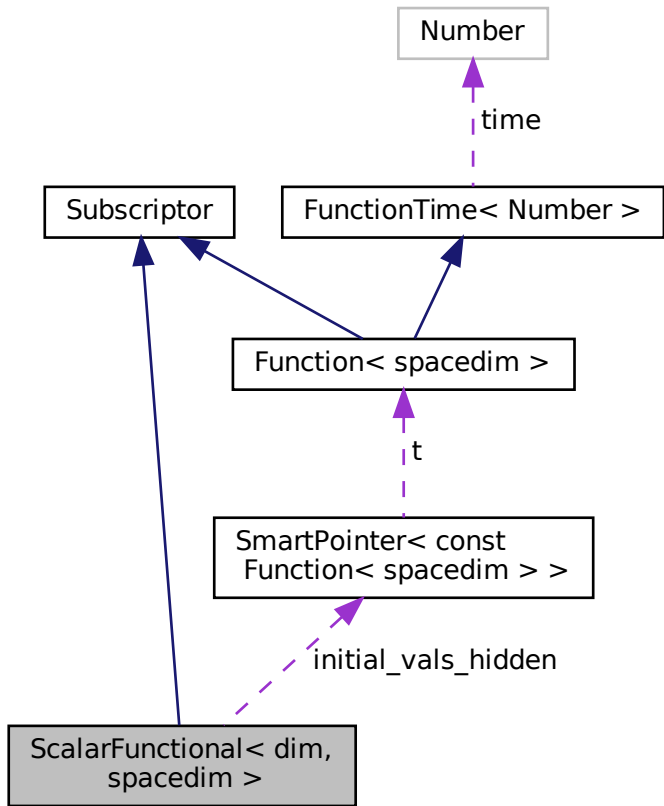 Number
time
Subscriptor
FunctionTime< Number >
Function< spacedim >
t
SmartPointer< const
Function< spacedim > >
initial_vals_hidden
ScalarFunctional< dim,
spacedim >